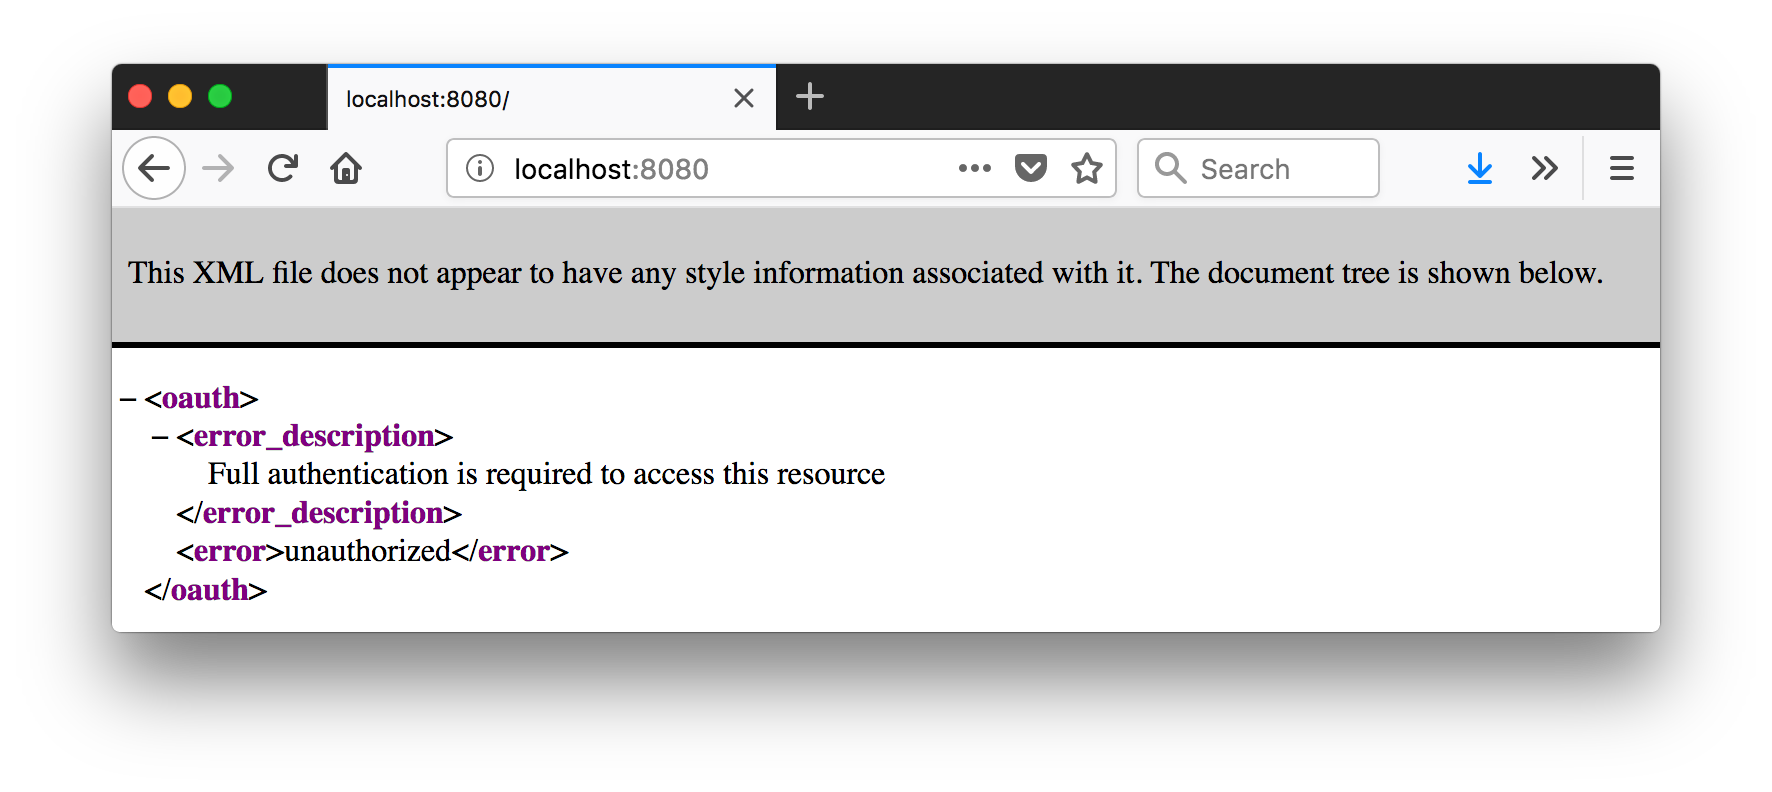 localhost:8080/
localhost:8080
Search
This XML file does not appear to have any style information associated with it. The document tree is shown below.
– <oauth>
– <error_description>
Full authentication is required to access this resource
</error_description>
<error>unauthorized</error>
</oauth>